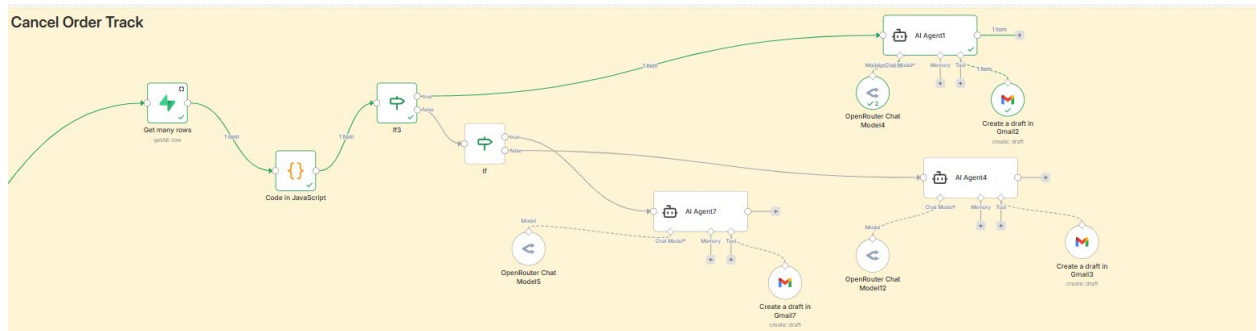 Cancel Order Track
Get many rows
getAll: row
1 item
Code in JavaScript
1 item
If3
true
false
1 item
If
true
false
AI Agent1
1 item
Chat Model*
Memory
Tool
1 item
OpenRouter Chat
Model4
2
Create a draft in
Gmail2
create: draft
AI Agent7
Model
Chat Model*
Memory
Tool
OpenRouter Chat
Model5
Create a draft in
Gmail7
create: draft
AI Agent4
Model
Chat Model*
Memory
Tool
OpenRouter Chat
Model12
Create a draft in
Gmail3
create: draft